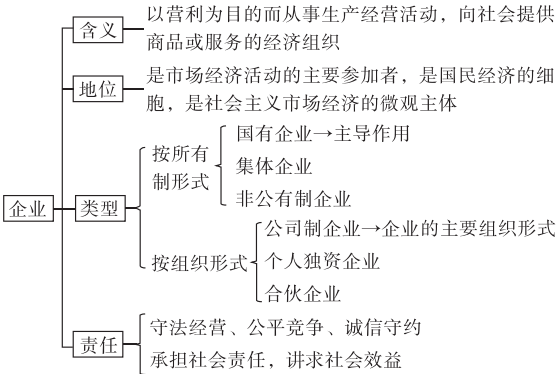 含义
以营利为目的而从事生产经营活动，向社会提供
商品或服务的经济组织
地位
是市场经济活动的主要参加者，是国民经济的细
胞，是社会主义市场经济的微观主体
企业
类型
按所有
制形式
国有企业→主导作用
集体企业
非公有制企业
按组织形式
公司制企业→企业的主要组织形式
个人独资企业
合伙企业
责任
守法经营、公平竞争、诚信守约
承担社会责任，讲求社会效益